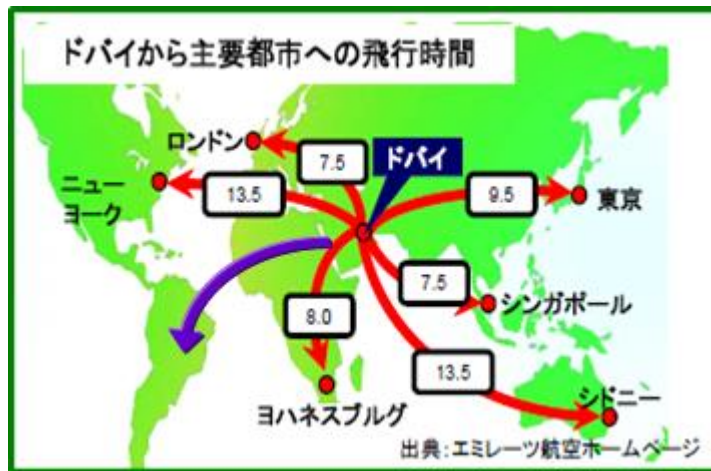 ドバイから主要都市への飛行時間
ロンドン
ドバイ
7.5
ニュー
ヨーク
13.5
9.5
東京
7.5
シンガポール
8.0
13.5
ヨハネスブルグ
シドニー
出典:エミレーツ航空ホームページ